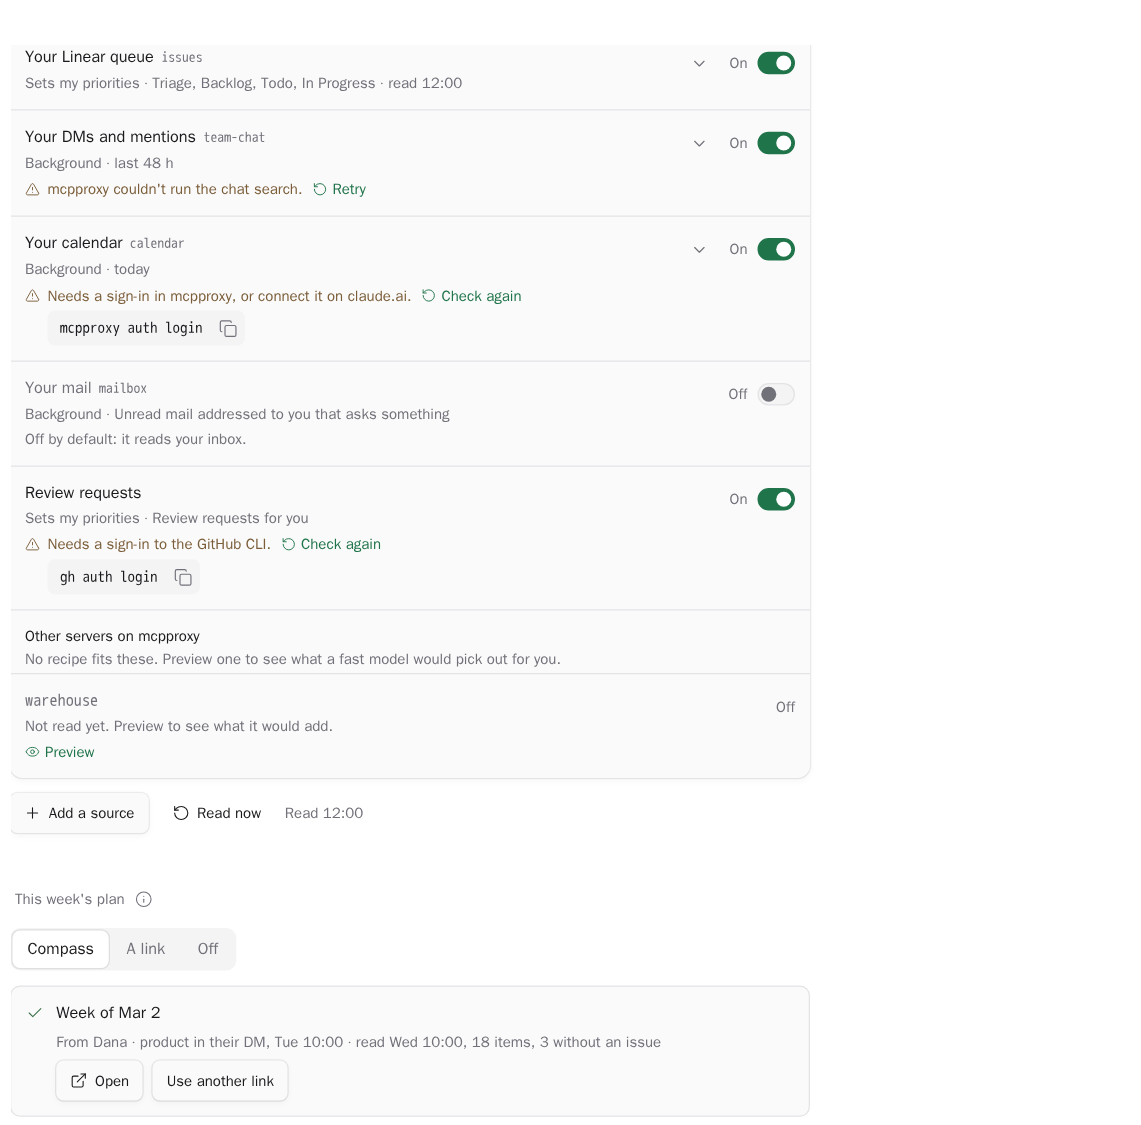 Your Linear queue issues
On
Sets my priorities · Triage, Backlog, Todo, In Progress · read 12:00
Your DMs and mentions team-chat
On
Background · last 48 h
mcpproxy couldn't run the chat search. Retry
Your calendar calendar
On
Background · today
Needs a sign-in in mcpproxy, or connect it on claude.ai. Check again
mcpproxy auth login
Your mail mailbox
Off
Background · Unread mail addressed to you that asks something
Off by default: it reads your inbox.
Review requests
On
Sets my priorities · Review requests for you
Needs a sign-in to the GitHub CLI. Check again
gh auth login
Other servers on mcpproxy
No recipe fits these. Preview one to see what a fast model would pick out for you.
warehouse
Off
Not read yet. Preview to see what it would add.
Preview
Add a source Read now Read 12:00
This week's plan
Compass A link Off
Week of Mar 2
From Dana · product in their DM, Tue 10:00 · read Wed 10:00, 18 items, 3 without an issue
Open Use another link